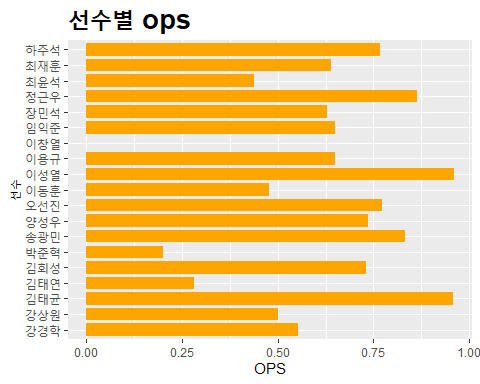 선수별 ops
하주석
최재훈
최윤석
정근우
장민석
임익준
이창열
이용규
이성열
이동훈
오선진
양성우
송광민
박준혁
김회성
김태연
김태균
강상원
강경학
선수
0.00 0.25 0.50 0.75 1.00
OPS